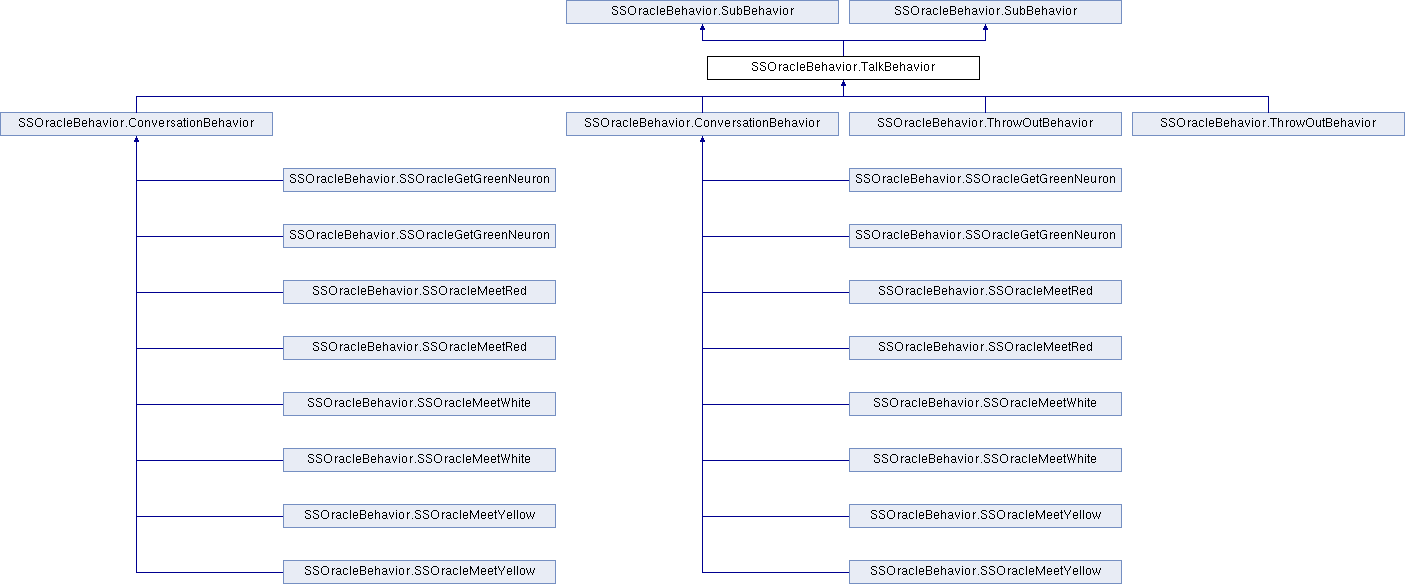 SSOracleBehavior.SubBehavior
SSOracleBehavior.SubBehavior
SSOracleBehavior.TalkBehavior
SSOracleBehavior.ConversationBehavior
SSOracleBehavior.ConversationBehavior
SSOracleBehavior.ThrowOutBehavior
SSOracleBehavior.ThrowOutBehavior
SSOracleBehavior.SSOracleGetGreenNeuron
SSOracleBehavior.SSOracleGetGreenNeuron
SSOracleBehavior.SSOracleGetGreenNeuron
SSOracleBehavior.SSOracleGetGreenNeuron
SSOracleBehavior.SSOracleMeetRed
SSOracleBehavior.SSOracleMeetRed
SSOracleBehavior.SSOracleMeetRed
SSOracleBehavior.SSOracleMeetRed
SSOracleBehavior.SSOracleMeetWhite
SSOracleBehavior.SSOracleMeetWhite
SSOracleBehavior.SSOracleMeetWhite
SSOracleBehavior.SSOracleMeetWhite
SSOracleBehavior.SSOracleMeetYellow
SSOracleBehavior.SSOracleMeetYellow
SSOracleBehavior.SSOracleMeetYellow
SSOracleBehavior.SSOracleMeetYellow